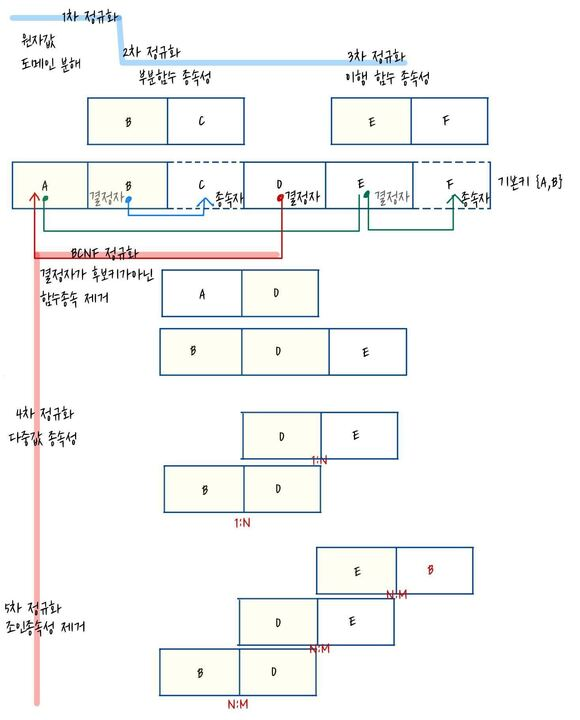 1차 정규화
원자값
도메인 분해
2차 정규화
부분함수 종속성
3차 정규화
이행 함수 종속성
B C
E F
A B C D E F
결정자 종속자 결정자 결정자 종속자
기본키 {A,B}
BCNF 정규화
결정자가 후보키가아닌
함수종속 제거
A D
B D E
4차 정규화
다중값 종속성
D E
1:N
B D
1:N
E B
N:M
5차 정규화
조인종속성 제거
D E
N:M
B D
N:M